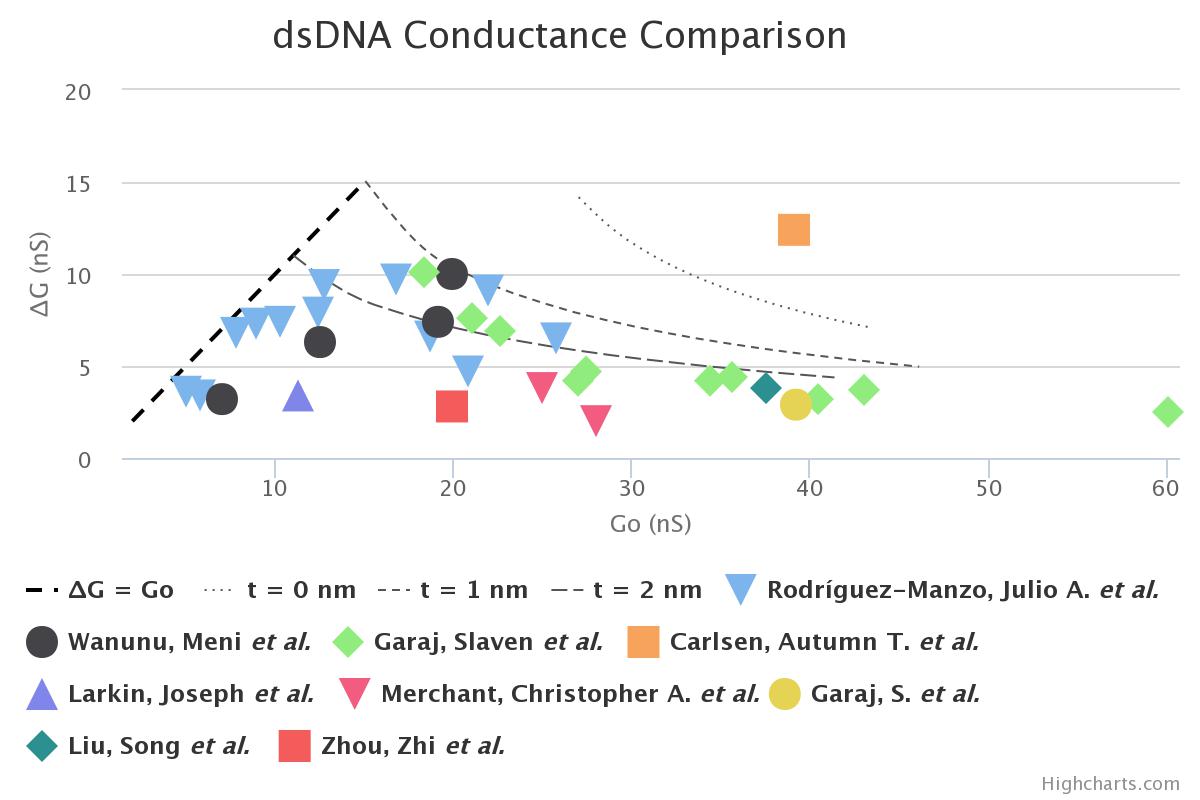 dsDNA Conductance Comparison
20
15
10
5
0
ΔG (nS)
10 20 30 40 50 60
Go (nS)
ΔG = Go t = 0 nm t = 1 nm t = 2 nm Rodríguez-Manzo, Julio A. et al.
Wanunu, Meni et al. Garaj, Slaven et al. Carlsen, Autumn T. et al.
Larkin, Joseph et al. Merchant, Christopher A. et al. Garaj, S. et al.
Liu, Song et al. Zhou, Zhi et al.
Highcharts.com